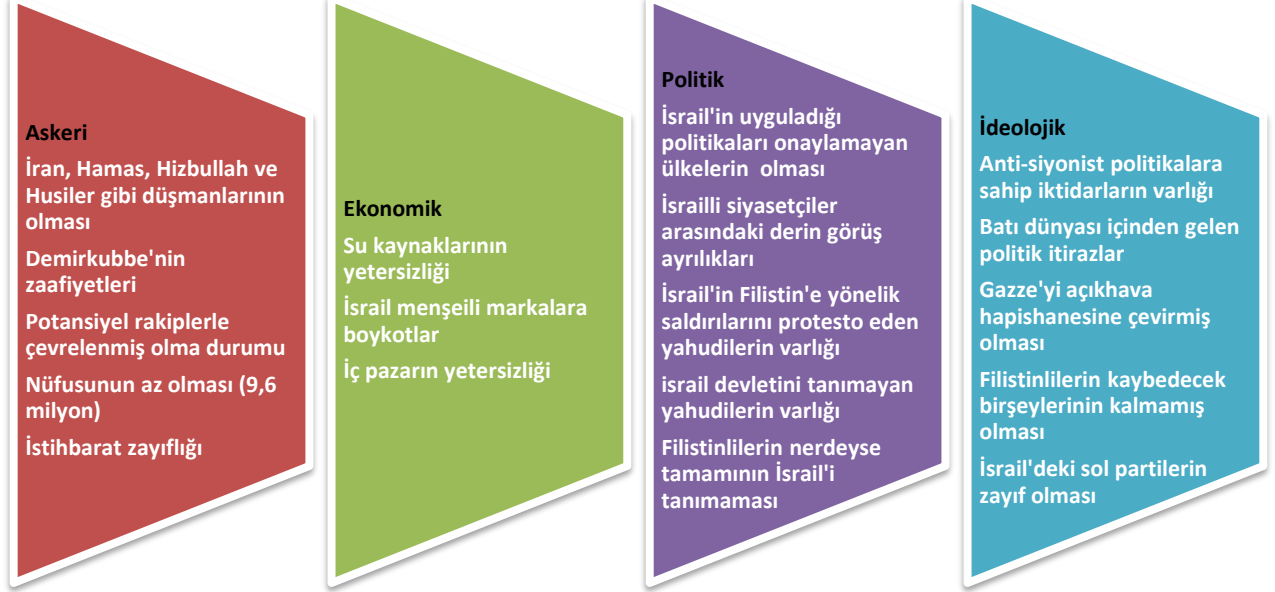 Askeri
İran, Hamas, Hizbullah ve
Husiler gibi düşmanlarının
olması
Demirkubbe'nin
zaafiyetleri
Potansiyel rakiplerle
çevrelenmiş olma durumu
Nüfusunun az olması (9,6
milyon)
İstihbarat zayıflığı
Ekonomik
Su kaynaklarının
yetersizliği
İsrail menşeili markalara
boykotlar
İç pazarın yetersizliği
Politik
İsrail'in uyguladığı
politikaları onaylamayan
ülkelerin  olması
İsrailli siyasetçiler
arasındaki derin görüş
ayrılıkları
İsrail'in Filistin'e yönelik
saldırılarını protesto eden
yahudilerin varlığı
israil devletini tanımayan
yahudilerin varlığı
Filistinlilerin nerdeyse
tamamının İsrail'i
tanımaması
İdeolojik
Anti-siyonist politikalara
sahip iktidarların varlığı
Batı dünyası içinden gelen
politik itirazlar
Gazze'yi açıkhava
hapishanesine çevirmiş
olması
Filistinlilerin kaybedecek
birşeylerinin kalmamış
olması
İsrail'deki sol partilerin
zayıf olması